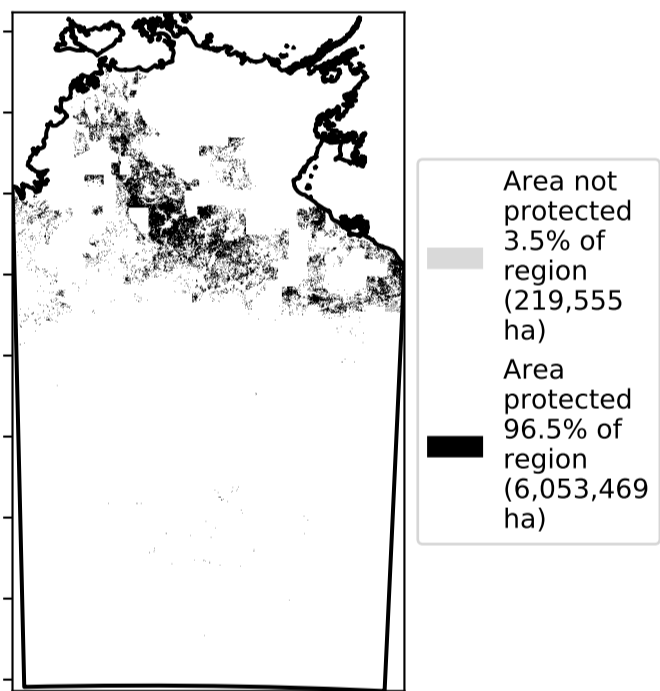 Area not
protected
3.5% of
region
(219,555
ha)
Area
protected
96.5% of
region
(6,053,469
ha)